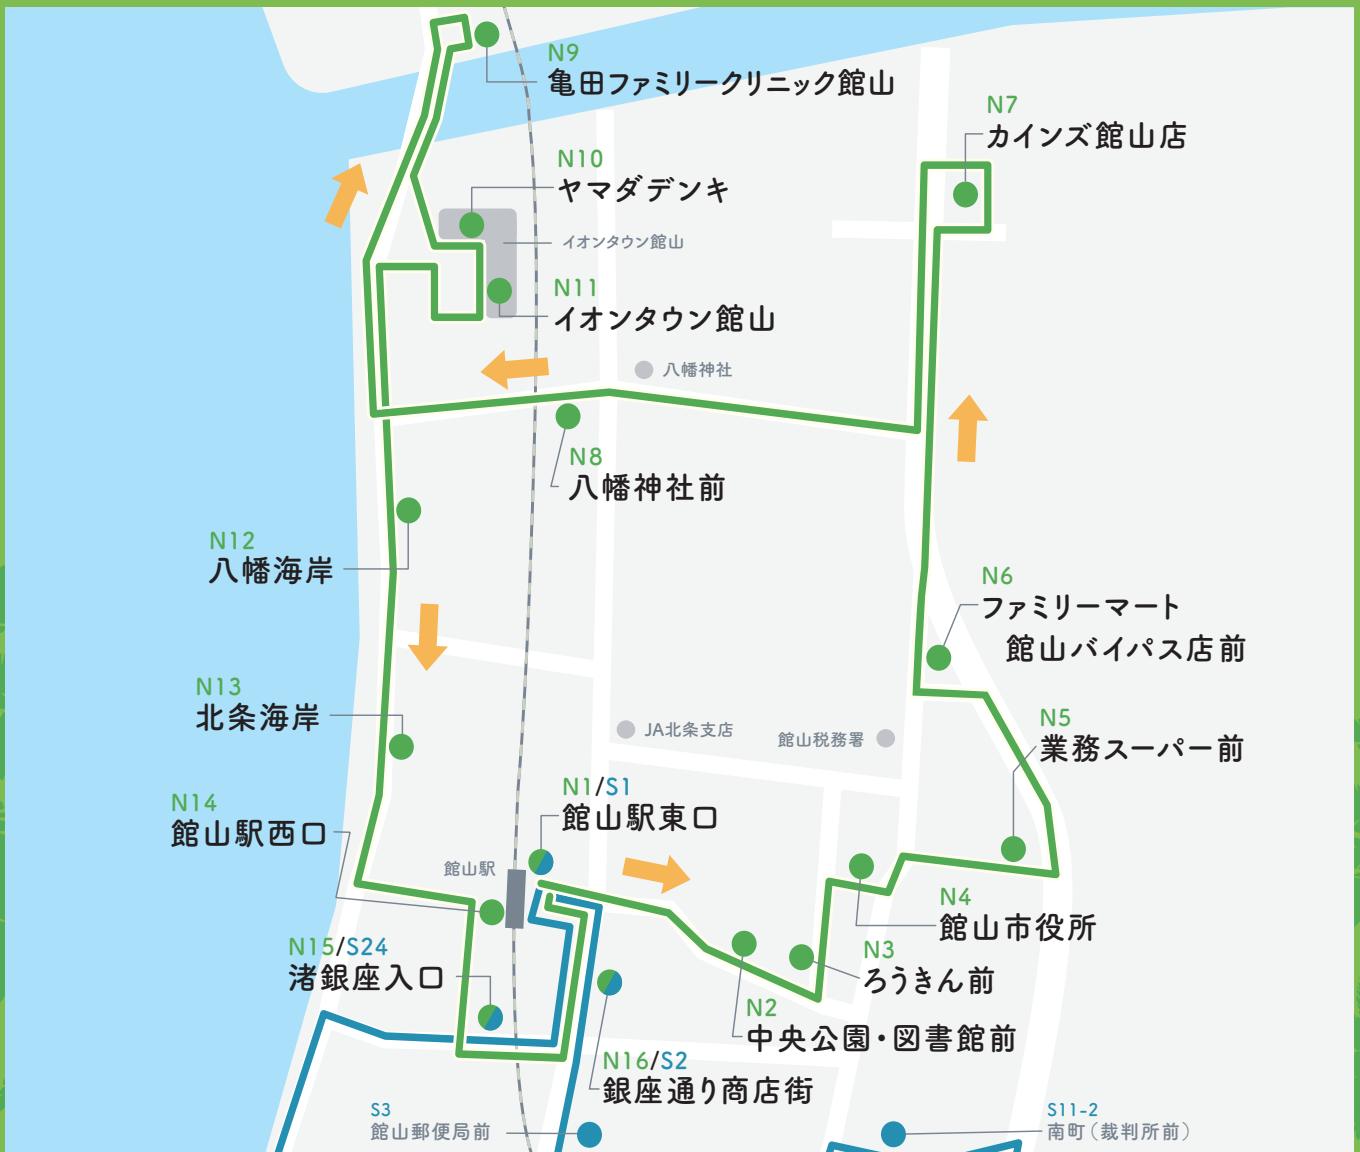 N9
亀田ファミリークリニック館山
N7
カインズ館山店
N10
ヤマダデンキ
イオンタウン館山
N11
イオンタウン館山
八幡神社
N8
八幡神社前
N12
八幡海岸
N6
ファミリーマート
館山バイパス店前
N13
北条海岸
JA北条支店
館山税務署
N5
業務スーパー前
N14
館山駅西口
N1/S1
館山駅東口
館山駅
N4
館山市役所
N15/S24
渚銀座入口
N3
ろうきん前
N2
中央公園・図書館前
N16/S2
銀座通り商店街
S3
館山郵便局前
S11-2
南町（裁判所前）